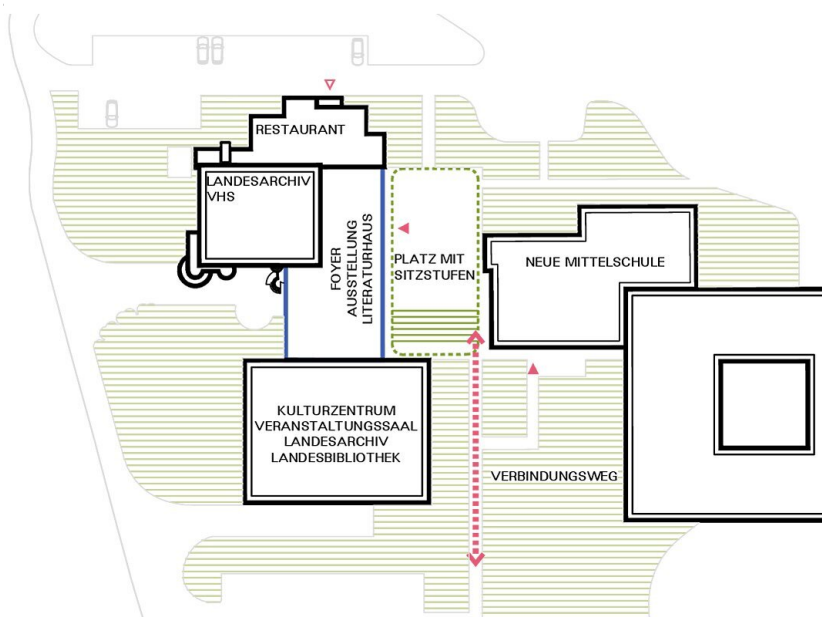 RESTAURANT
LANDESARCHIV
VHS
FOYER
AUSSTELLUNG
LITERATURHAUS
PLATZ MIT
SITZSTUFEN
NEUE MITTELSCHULE
KULTURZENTRUM
VERANSTALTUNGSSAAL
LANDESARCHIV
LANDESBIBLIOTHEK
VERBINDUNGSWEG